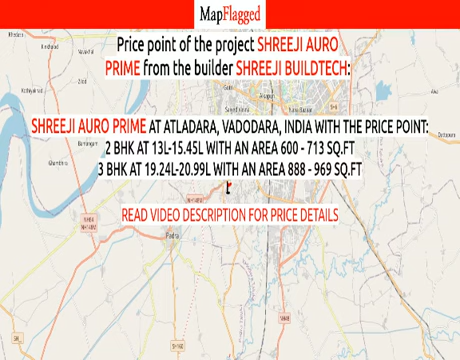 MapFlagged
Price point of the project SHREEJI AURO
PRIME from the builder SHREEJI BUILDTECH:
SHREEJI AURO PRIME AT ATLADARA, VADODARA, INDIA WITH THE PRICE POINT:
2 BHK AT 13L-15.45L WITH AN AREA 600 - 713 SQ.FT
3 BHK AT 19.24L-20.99L WITH AN AREA 888 - 969 SQ.FT
READ VIDEO DESCRIPTION FOR PRICE DETAILS
Padra